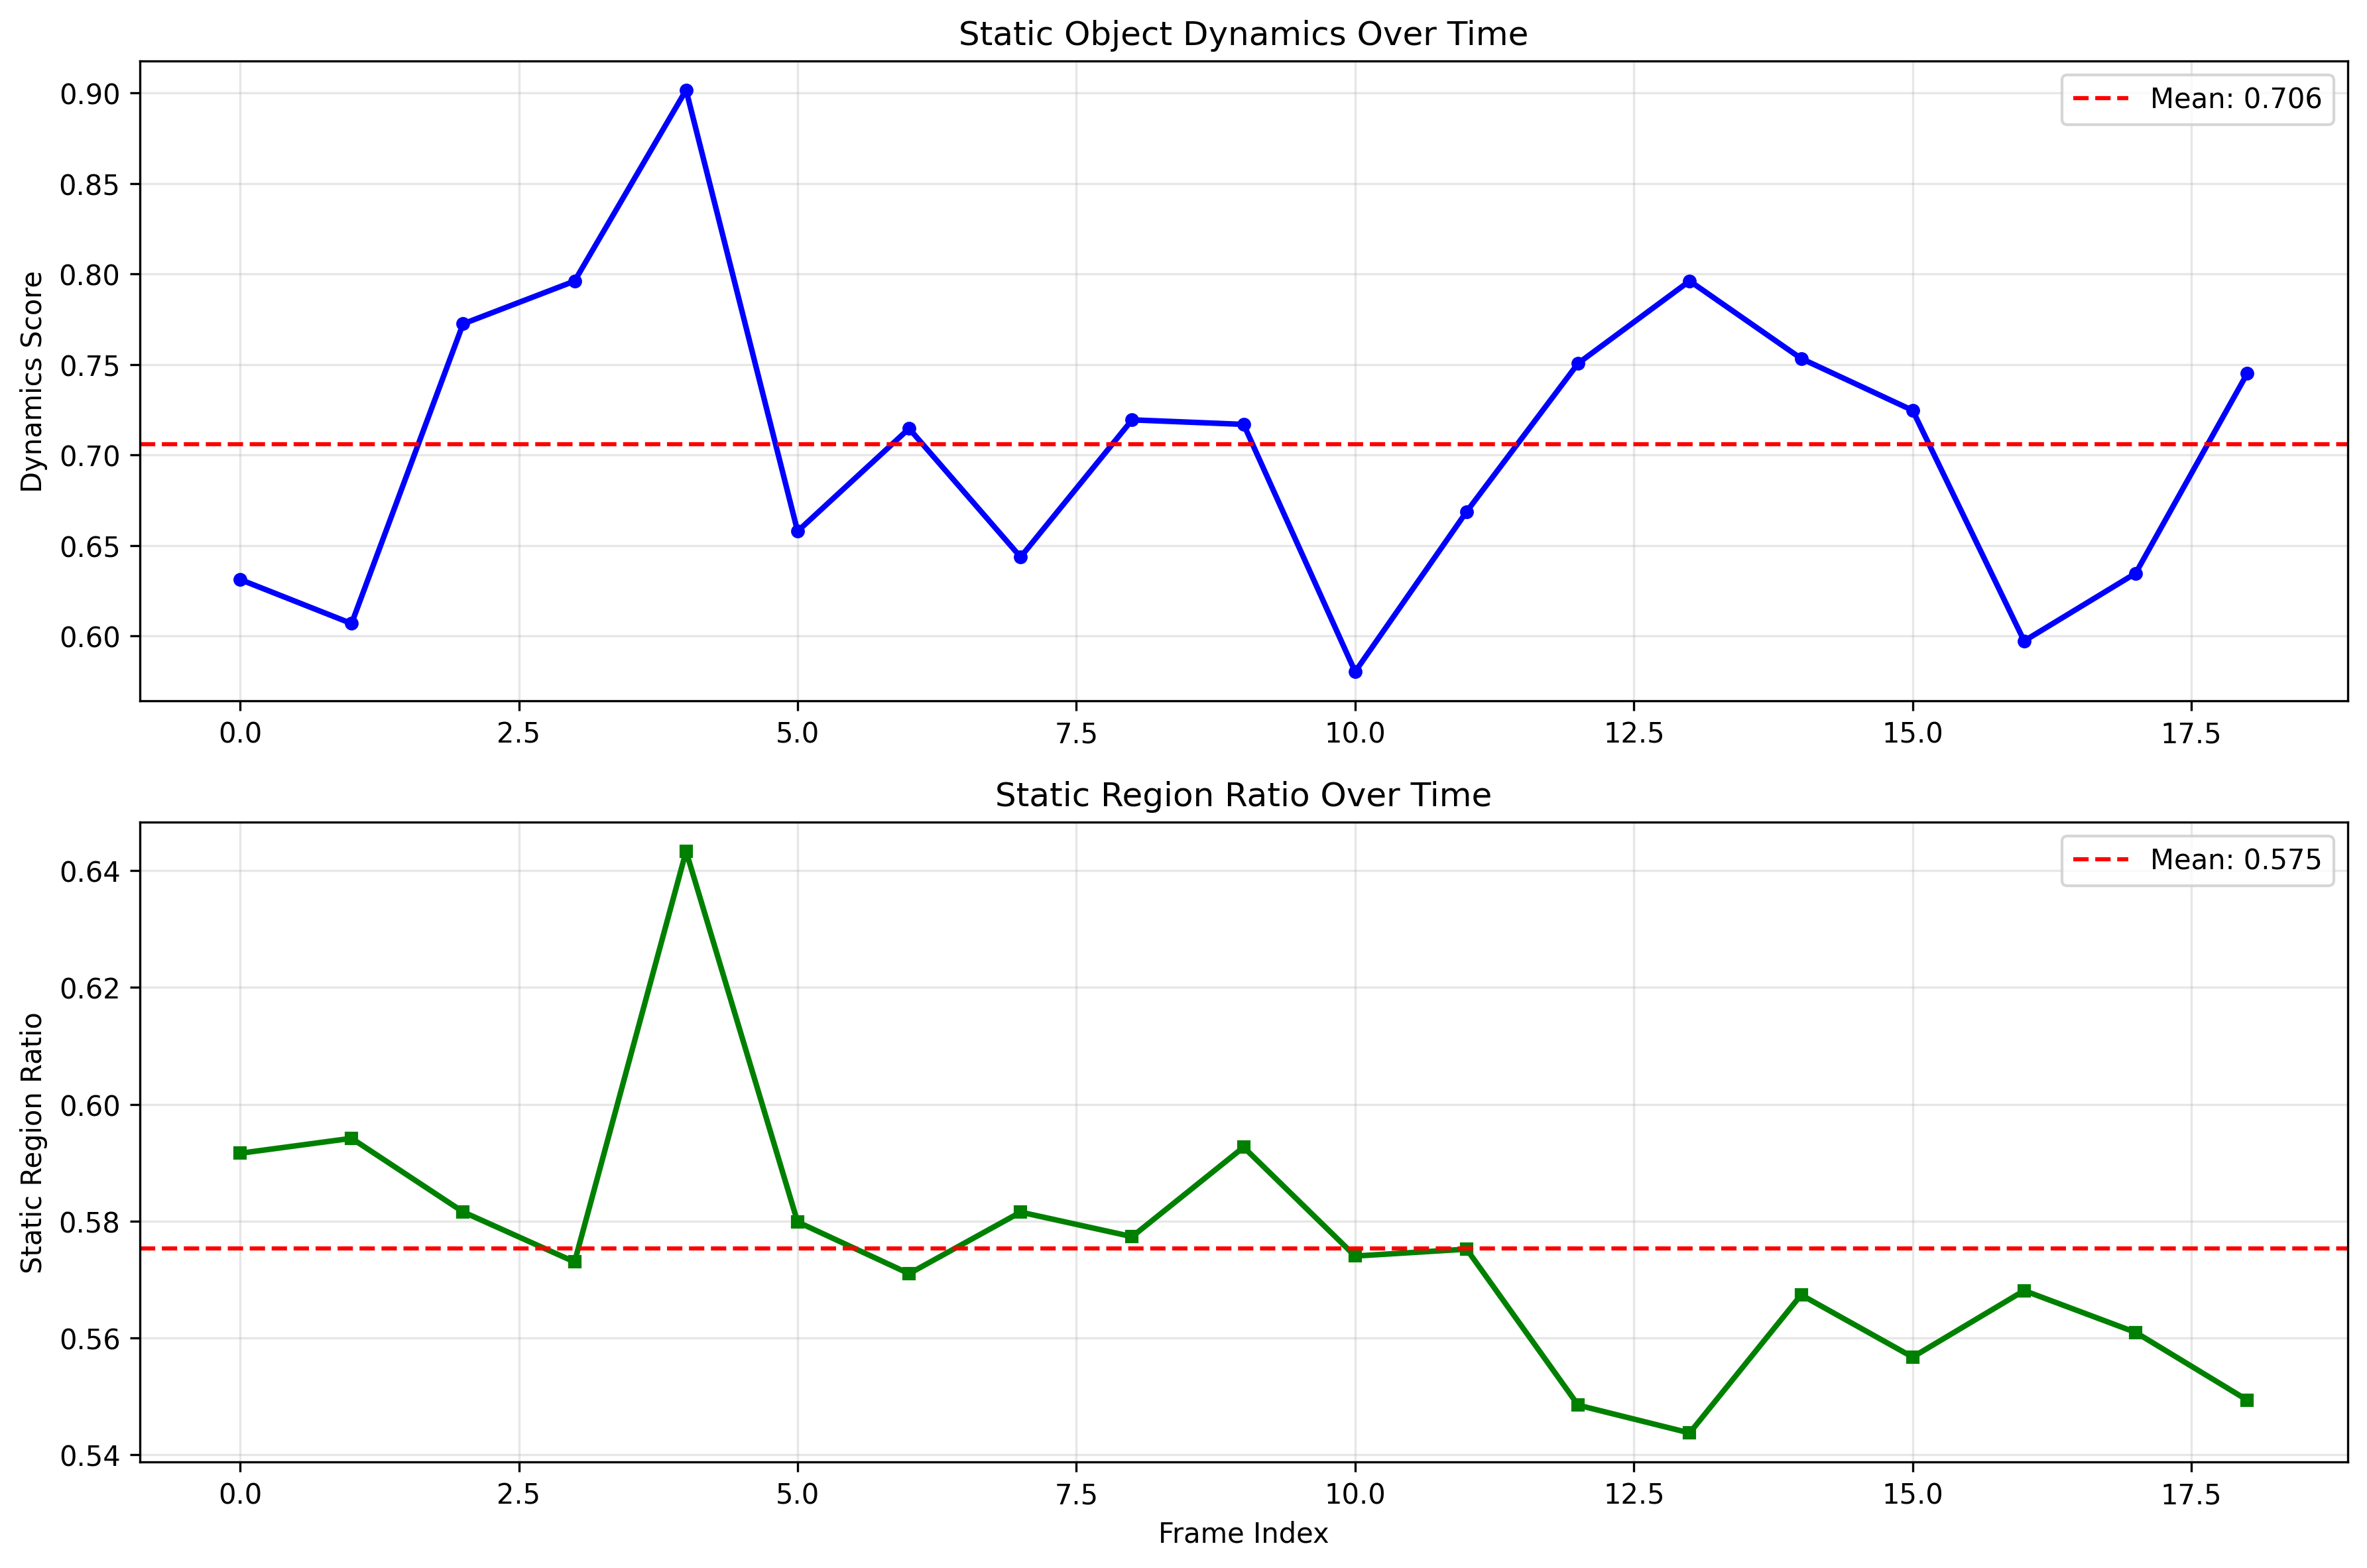 Static Object Dynamics Over Time
Dynamics Score
0.90
0.85
0.80
0.75
0.70
0.65
0.60
Mean: 0.706
0.0 2.5 5.0 7.5 10.0 12.5 15.0 17.5
Static Region Ratio Over Time
Static Region Ratio
0.64
0.62
0.60
0.58
0.56
0.54
Mean: 0.575
0.0 2.5 5.0 7.5 10.0 12.5 15.0 17.5
Frame Index